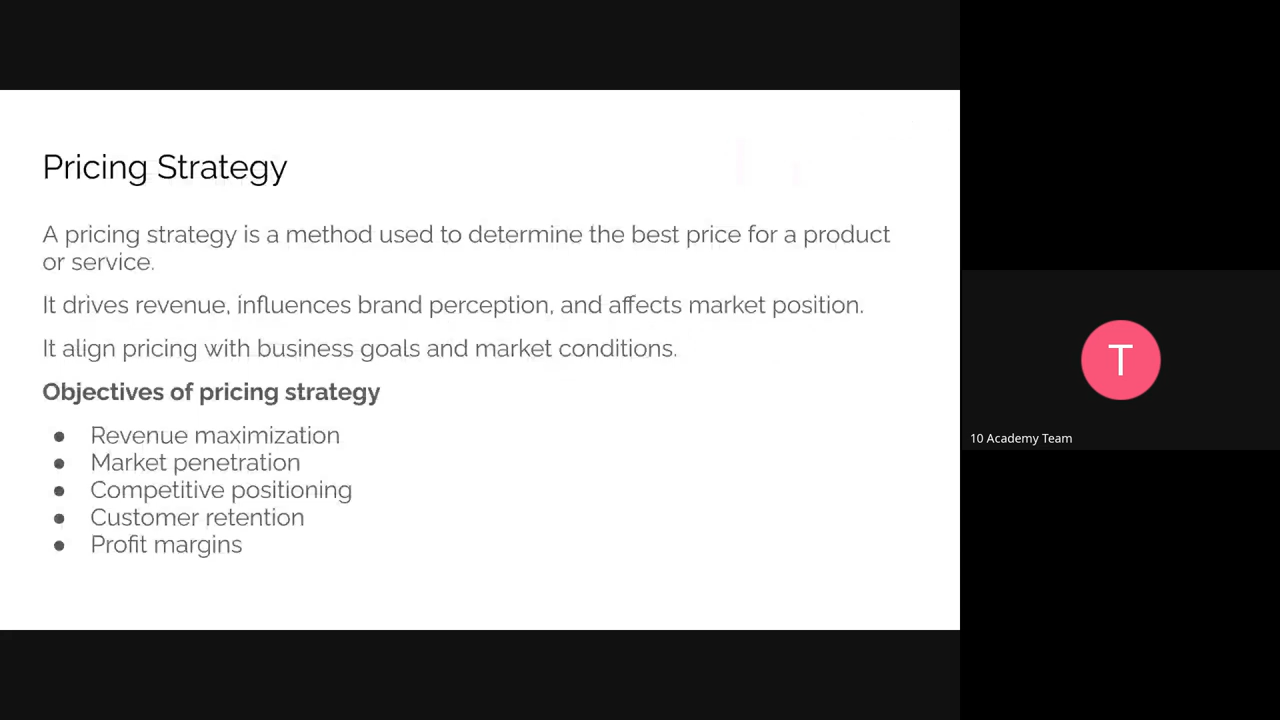 Pricing Strategy
A pricing strategy is a method used to determine the best price for a product
or service.
It drives revenue, influences brand perception, and affects market position.
It align pricing with business goals and market conditions.
Objectives of pricing strategy
● Revenue maximization
● Market penetration
● Competitive positioning
● Customer retention
● Profit margins
T
10 Academy Team